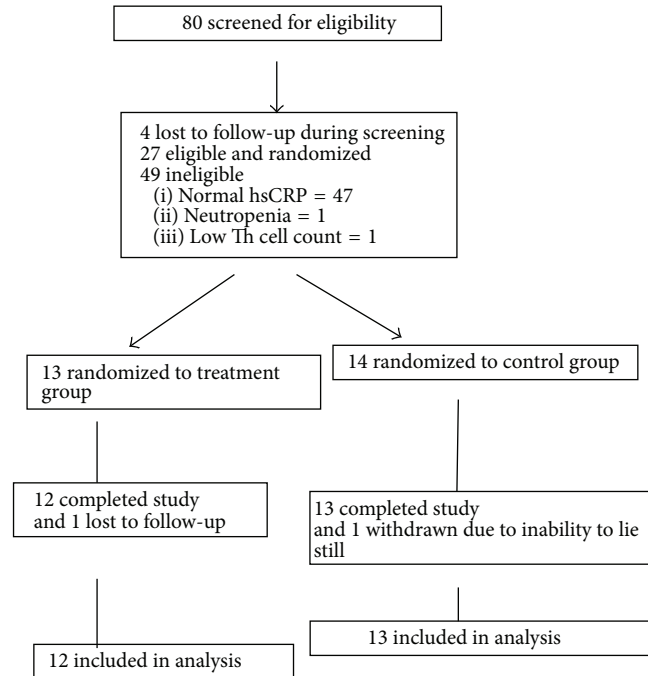 80 screened for eligibility
4 lost to follow-up during screening
27 eligible and randomized
49 ineligible
(i) Normal hsCRP = 47
(ii) Neutropenia = 1
(iii) Low Th cell count = 1
13 randomized to treatment
group
14 randomized to control group
12 completed study
and 1 lost to follow-up
13 completed study
and 1 withdrawn due to inability to lie
still
12 included in analysis
13 included in analysis